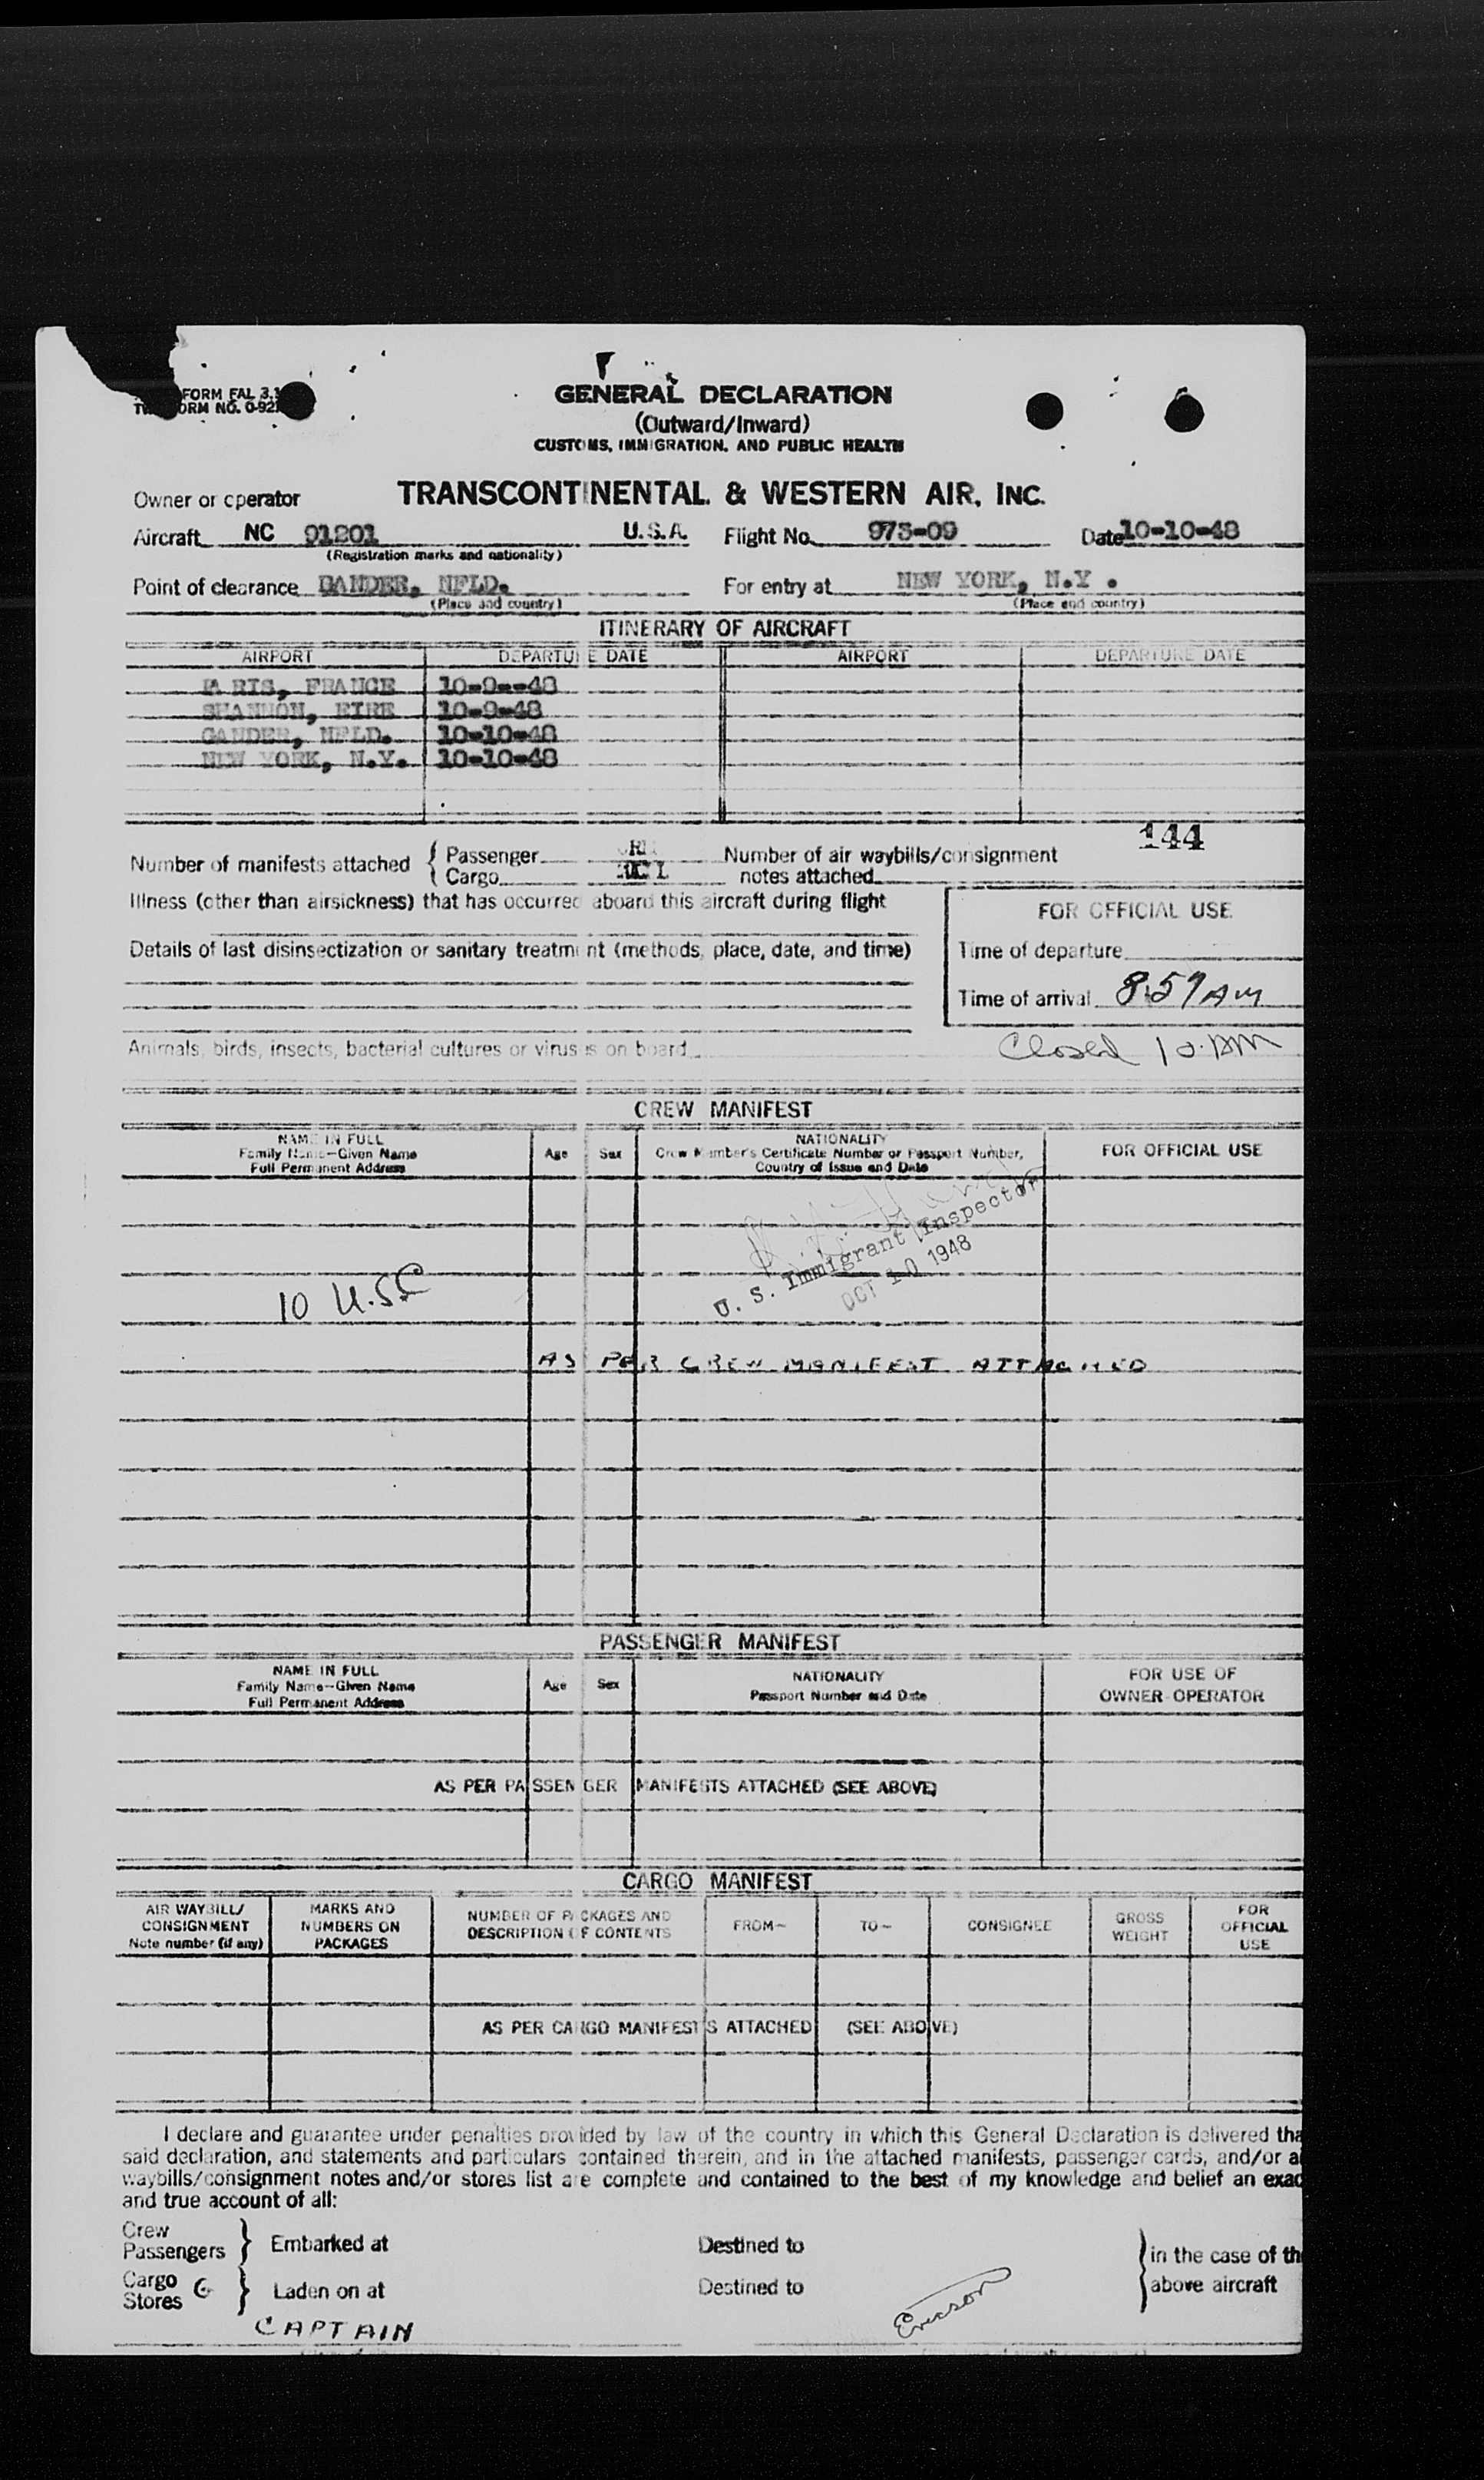 FORM FAL 3.1
ORM NO. 0-92
GENERAL DECLARATION
(Outward/Inward)
CUSTOMS, IMMIGRATION, AND PUBLIC HEALTH
Owner or operator TRANSCONTINENTAL & WESTERN AIR, INC.
Aircraft NC 91201 U.S.A. Flight No. 973-09 Date 10-10-48
(Registration marks and nationality)
Point of clearance GANDER, NFLD. For entry at NEW YORK, N.Y .
(Place and country) (Place and country)
ITINERARY OF AIRCRAFT
AIRPORT DEPARTURE DATE AIRPORT DEPARTURE DATE
PARIS, FRANCE 10-9--48
SHANNON, EIRE 10-9-48
GANDER, NFLD. 10-10-48
NEW YORK, N.Y. 10-10-48
144
Number of manifests attached { Passenger Number of air waybills/consignment
Cargo notes attached
Illness (other than airsickness) that has occurred aboard this aircraft during flight
FOR OFFICIAL USE
Details of last disinsectization or sanitary treatment (methods, place, date, and time) Time of departure
Time of arrival 8:59 AM
Animals, birds, insects, bacterial cultures or viruses on board Closed 10 AM
CREW MANIFEST
NAME IN FULL NATIONALITY
Family Name—Given Name Age Sex Crew Member's Certificate Number or Passport Number, FOR OFFICIAL USE
Full Permanent Address Country of Issue and Date
U. S. Immigrant Inspector
OCT 10 1948
10 U.S.C
AS PER CREW MANIFEST ATTACHED
PASSENGER MANIFEST
NAME IN FULL NATIONALITY FOR USE OF
Family Name—Given Name Age Sex Passport Number and Date OWNER-OPERATOR
Full Permanent Address
AS PER PASSENGER MANIFESTS ATTACHED (SEE ABOVE)
CARGO MANIFEST
AIR WAYBILL/ MARKS AND NUMBER OF PACKAGES AND FROM— TO— CONSIGNEE GROSS FOR
CONSIGNMENT NUMBERS ON DESCRIPTION OF CONTENTS WEIGHT OFFICIAL
Note number (if any) PACKAGES USE
AS PER CARGO MANIFESTS ATTACHED (SEE ABOVE)
I declare and guarantee under penalties provided by law of the country in which this General Declaration is delivered tha
said declaration, and statements and particulars contained therein, and in the attached manifests, passenger cards, and/or a
waybills/consignment notes and/or stores list are complete and contained to the best of my knowledge and belief an exac
and true account of all:
Crew
Passengers } Embarked at Destined to } in the case of th
Cargo
Stores } Laden on at Destined to above aircraft
CAPTAIN Ericson